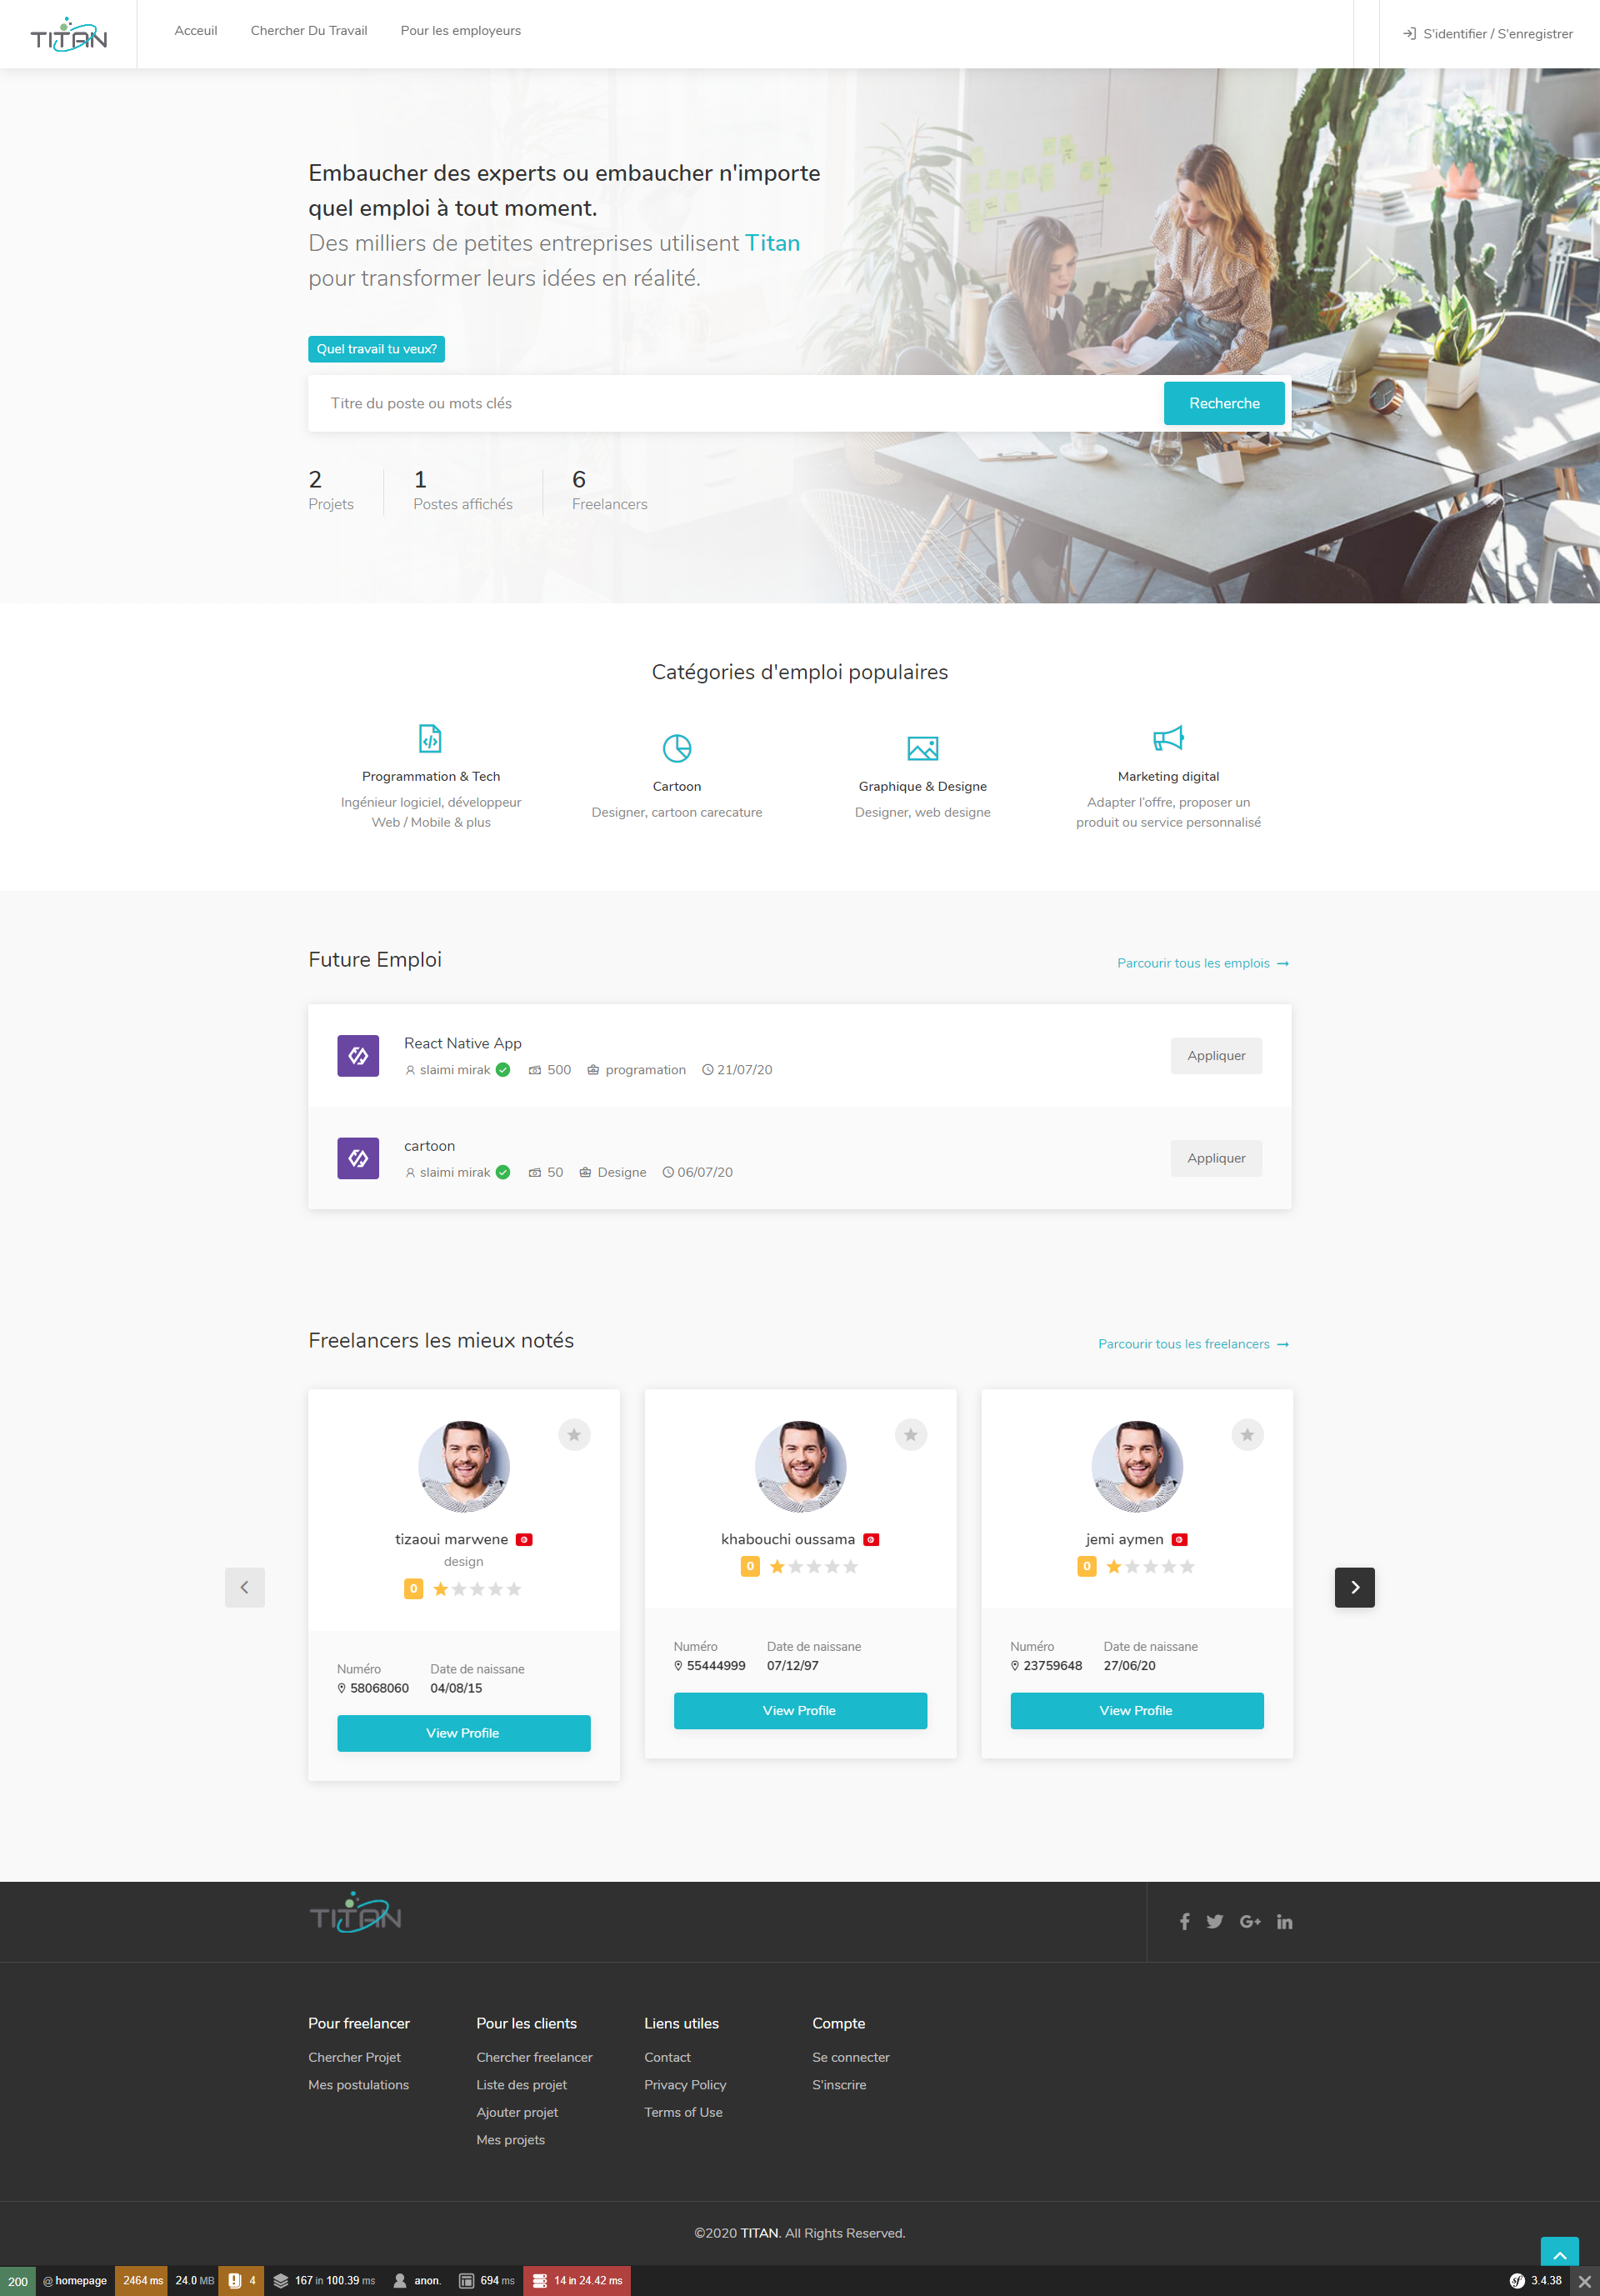 TITAN
Acceuil
Chercher Du Travail
Pour les employeurs
S'identifier / S'enregistrer
Embaucher des experts ou embaucher n'importe
quel emploi à tout moment.
Des milliers de petites entreprises utilisent Titan
pour transformer leurs idées en réalité.
Quel travail tu veux?
Titre du poste ou mots clés
Recherche
2
Projets
1
Postes affichés
6
Freelancers
Catégories d'emploi populaires
Programmation & Tech
Ingénieur logiciel, développeur
Web / Mobile & plus
Cartoon
Designer, cartoon carecature
Graphique & Designe
Designer, web designe
Marketing digital
Adapter l'offre, proposer un
produit ou service personnalisé
Future Emploi
Parcourir tous les emplois
React Native App
slaimi mirak 500 programation 21/07/20
Appliquer
cartoon
slaimi mirak 50 Designe 06/07/20
Appliquer
Freelancers les mieux notés
Parcourir tous les freelancers
tizaoui marwene
design
0
Numéro
58068060
Date de naissane
04/08/15
View Profile
khabouchi oussama
0
Numéro
55444999
Date de naissane
07/12/97
View Profile
jemi aymen
0
Numéro
23759648
Date de naissane
27/06/20
View Profile
TITAN
Pour freelancer
Chercher Projet
Mes postulations
Pour les clients
Chercher freelancer
Liste des projet
Ajouter projet
Mes projets
Liens utiles
Contact
Privacy Policy
Terms of Use
Compte
Se connecter
S'inscrire
©2020 TITAN. All Rights Reserved.
200 @ homepage 2464 ms 24.0 MB 4 167 in 100.39 ms anon. 694 ms 14 in 24.42 ms sf 3.4.38